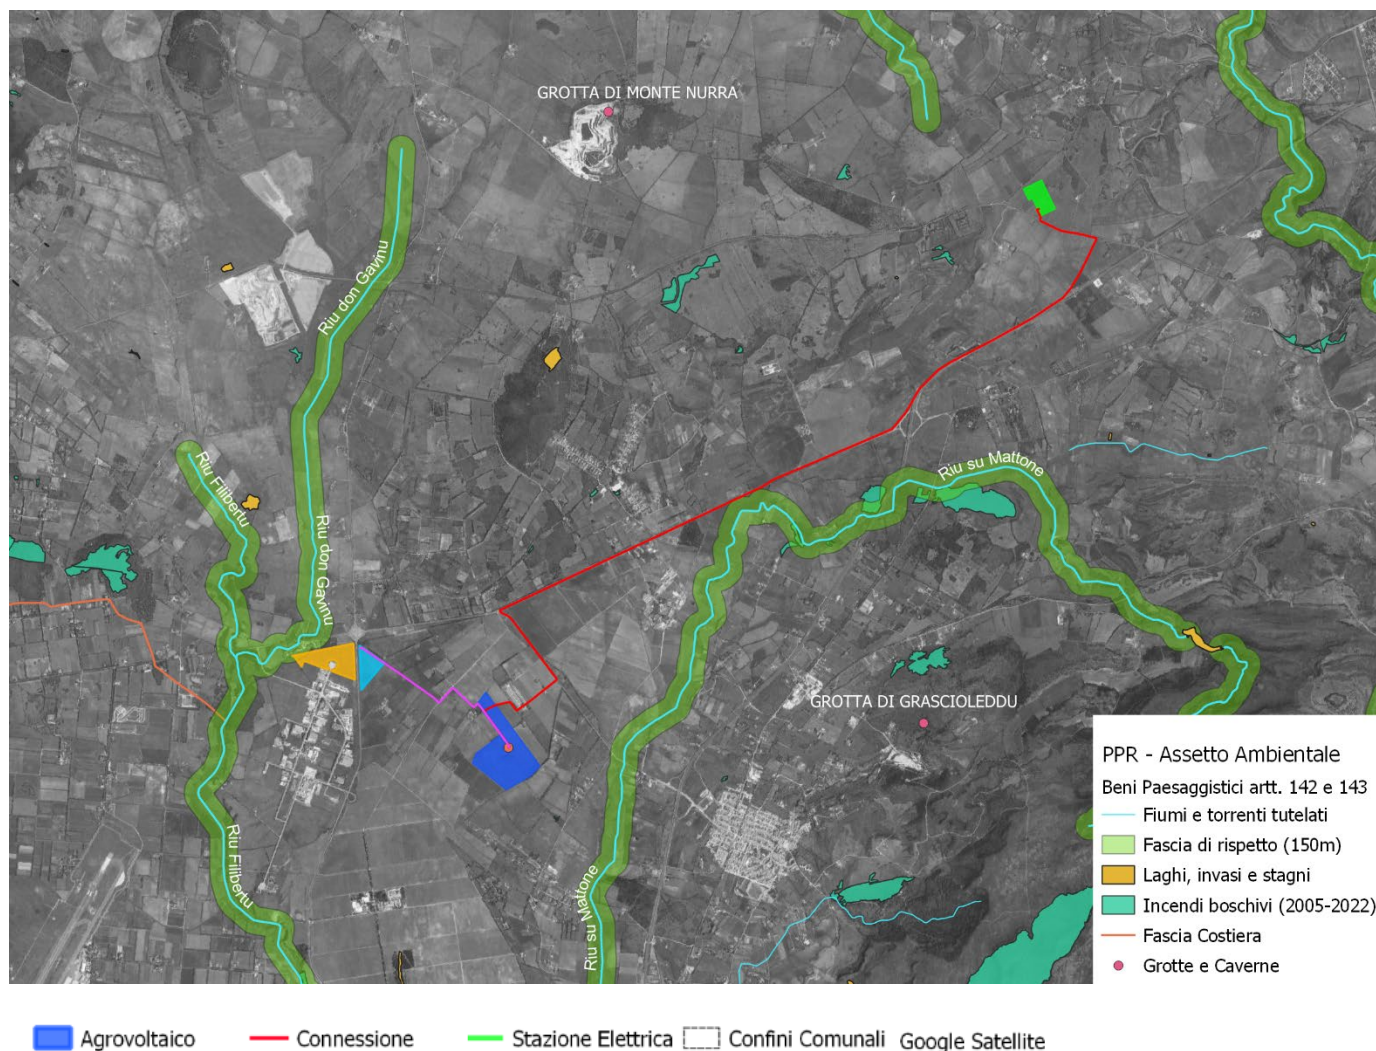 GROTTA DI MONTE NURRA
Riu don Gavinu
Riu Filibertu
Riu su Mattone
Riu don Gavinu
GROTTA DI GRASCIOLEDDU
Riu Filibertu
Riu su Mattone
PPR - Assetto Ambientale
Beni Paesaggistici artt. 142 e 143
Fiumi e torrenti tutelati
Fascia di rispetto (150m)
Laghi, invasi e stagni
Incendi boschivi (2005-2022)
Fascia Costiera
Grotte e Caverne
Agrovoltaico
Connessione
Stazione Elettrica
Confini Comunali
Google Satellite